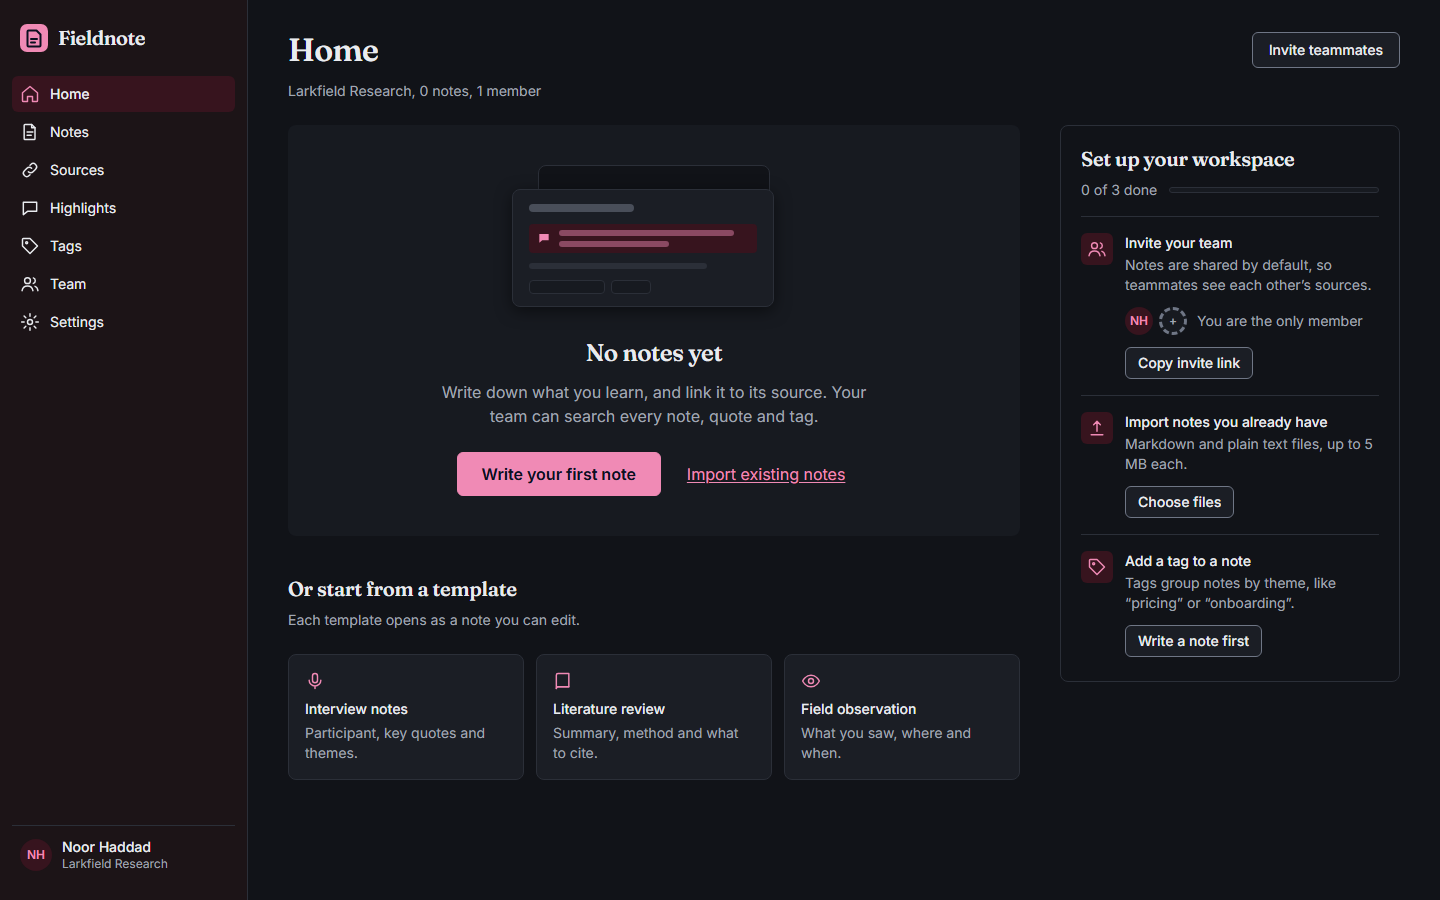 Fieldnote
Home
Notes
Sources
Highlights
Tags
Team
Settings
NH
Noor Haddad
Larkfield Research
Home
Larkfield Research, 0 notes, 1 member
Invite teammates
No notes yet
Write down what you learn, and link it to its source. Your
team can search every note, quote and tag.
Write your first note
Import existing notes
Or start from a template
Each template opens as a note you can edit.
Interview notes
Participant, key quotes and
themes.
Literature review
Summary, method and what
to cite.
Field observation
What you saw, where and
when.
Set up your workspace
0 of 3 done
Invite your team
Notes are shared by default, so
teammates see each other’s sources.
NH
+
You are the only member
Copy invite link
Import notes you already have
Markdown and plain text files, up to 5
MB each.
Choose files
Add a tag to a note
Tags group notes by theme, like
“pricing” or “onboarding”.
Write a note first